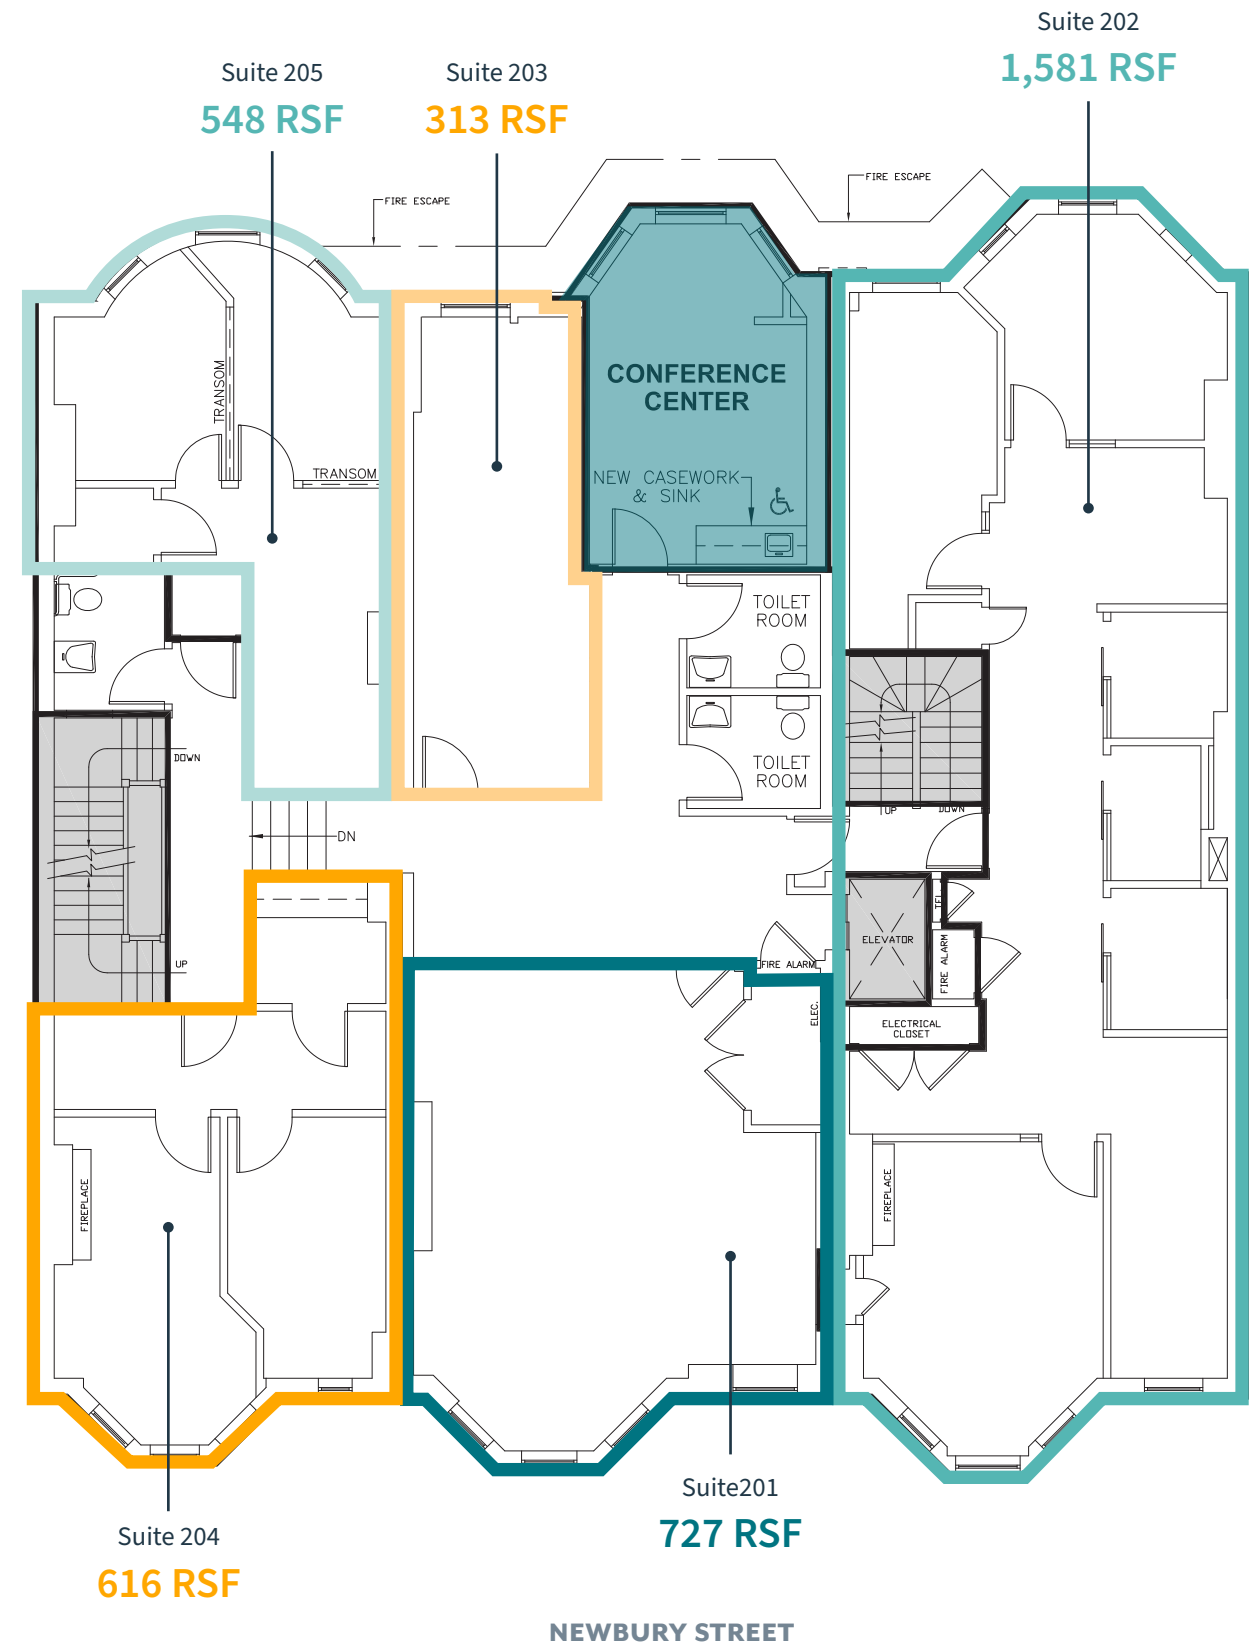 Suite 202
1,581 RSF
Suite 205
548 RSF
Suite 203
313 RSF
FIRE ESCAPE
FIRE ESCAPE
TRANSOM
CONFERENCE
CENTER
TRANSOM
NEW CASEWORK
& SINK
TOILET
ROOM
DOWN
TOILET
ROOM
UP
DOWN
DN
TEL
ELEVATOR
FIRE ALARM
FIRE ALARM
UP
ELEC.
ELECTRICAL
CLOSET
FIREPLACE
FIREPLACE
Suite201
727 RSF
Suite 204
616 RSF
NEWBURY STREET